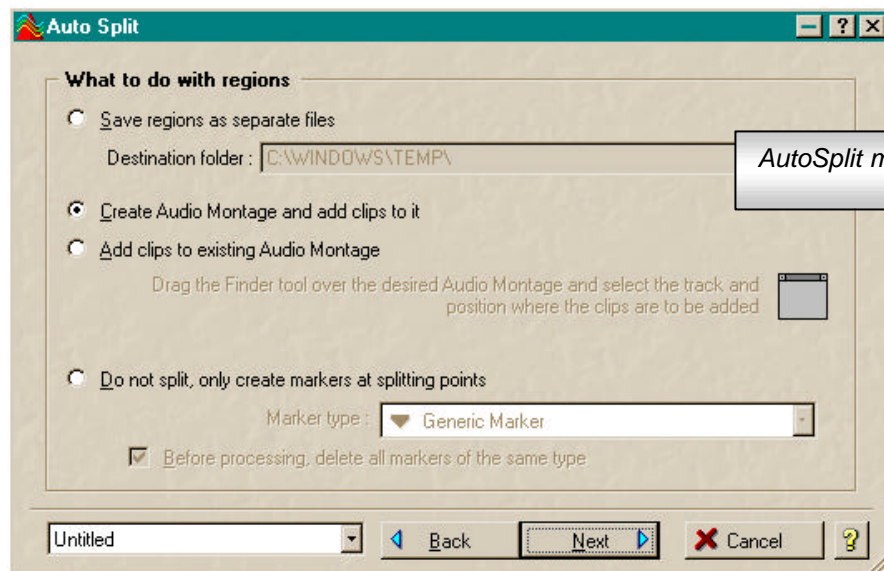 Auto Split
What to do with regions
Save regions as separate files
Destination folder : C:\WINDOWS\TEMP\
AutoSplit m
Create Audio Montage and add clips to it
Add clips to existing Audio Montage
Drag the Finder tool over the desired Audio Montage and select the track and
position where the clips are to be added
Do not split, only create markers at splitting points
Marker type : Generic Marker
Before processing, delete all markers of the same type
Untitled
Back
Next
Cancel